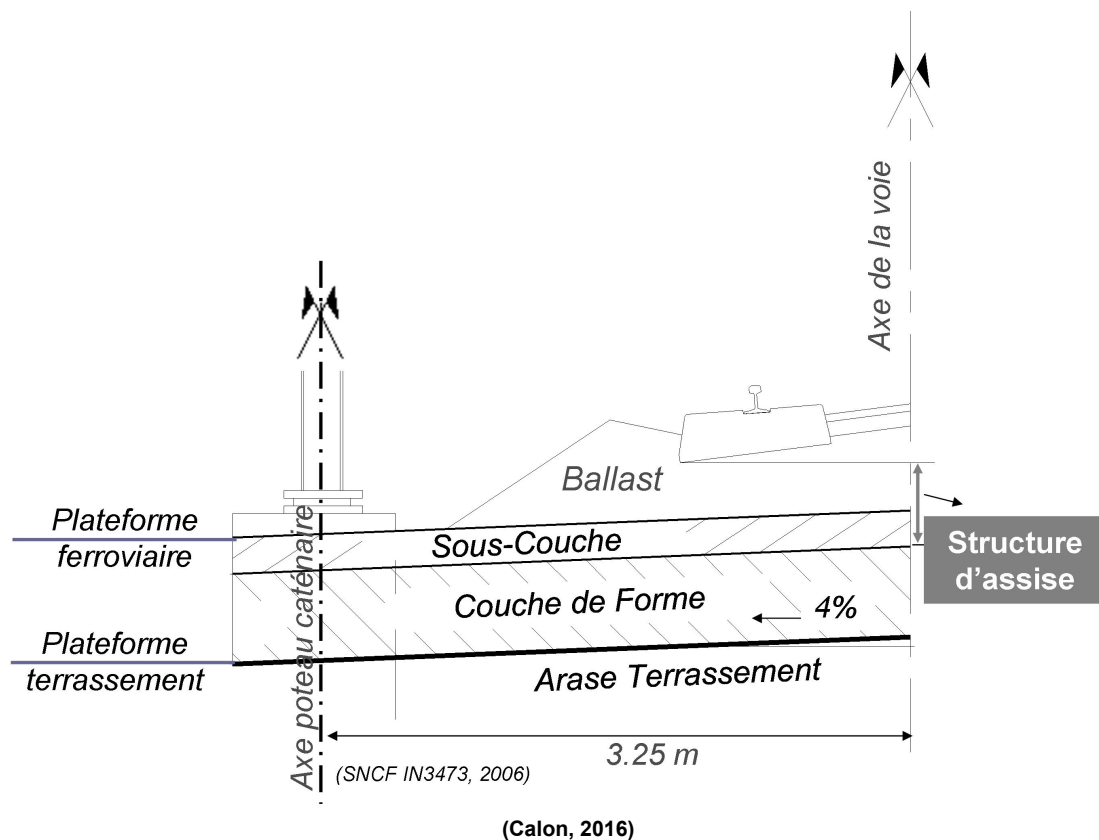 Axe de la voie
Ballast
Plateforme
ferroviaire
Sous-Couche
Structure
d'assise
Couche de Forme
4%
Plateforme
terrassement
Axe poteau caténaire
Arase Terrassement
3.25 m
(SNCF IN3473, 2006)
(Calon, 2016)